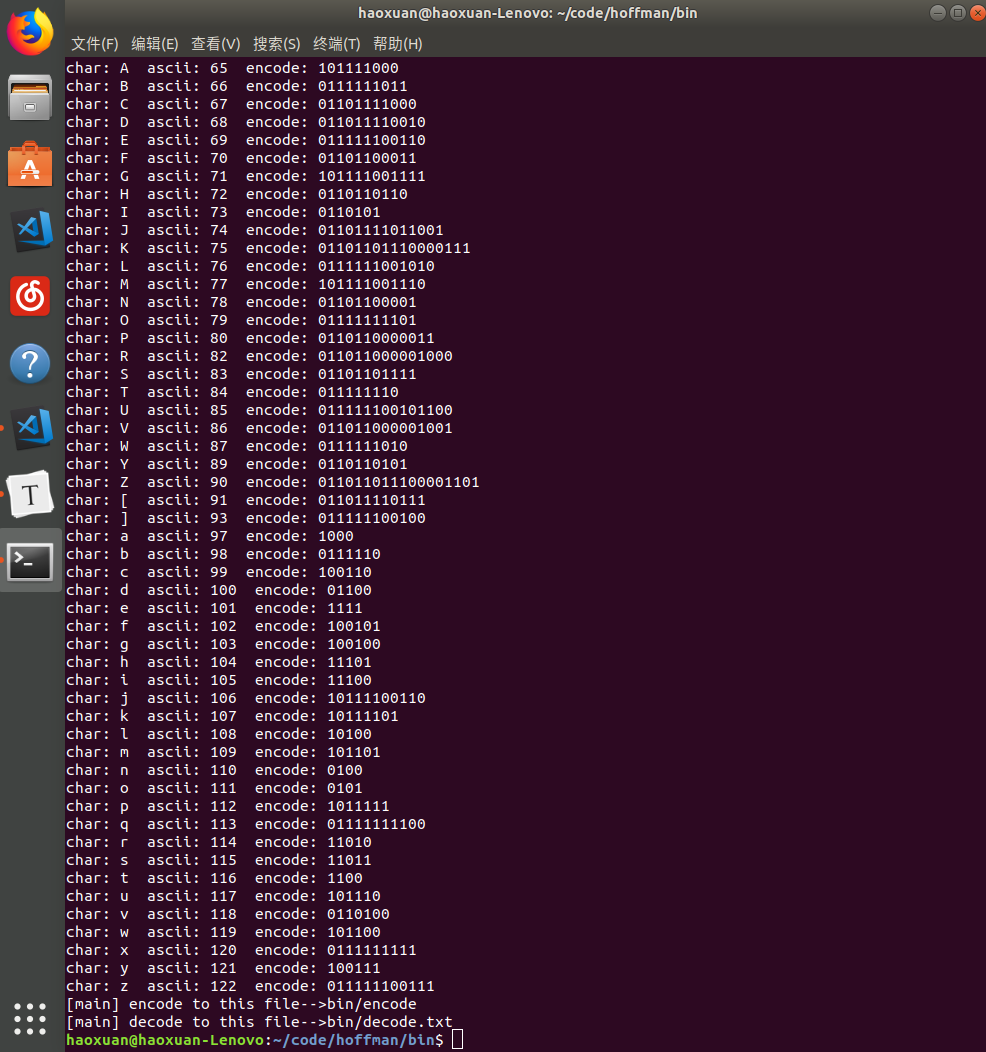 haoxuan@haoxuan-Lenovo: ~/code/hoffman/bin
文件(F) 编辑(E) 查看(V) 搜索(S) 终端(T) 帮助(H)
char: A  ascii: 65  encode: 101111000
char: B  ascii: 66  encode: 0111111011
char: C  ascii: 67  encode: 01101111000
char: D  ascii: 68  encode: 011011110010
char: E  ascii: 69  encode: 011111100110
char: F  ascii: 70  encode: 01101100011
char: G  ascii: 71  encode: 101111001111
char: H  ascii: 72  encode: 0110110110
char: I  ascii: 73  encode: 0110101
char: J  ascii: 74  encode: 01101111011001
char: K  ascii: 75  encode: 01101101110000111
char: L  ascii: 76  encode: 0111111001010
char: M  ascii: 77  encode: 101111001110
char: N  ascii: 78  encode: 01101100001
char: O  ascii: 79  encode: 01111111101
char: P  ascii: 80  encode: 0110110000011
char: R  ascii: 82  encode: 011011000001000
char: S  ascii: 83  encode: 01101101111
char: T  ascii: 84  encode: 011111110
char: U  ascii: 85  encode: 011111100101100
char: V  ascii: 86  encode: 011011000001001
char: W  ascii: 87  encode: 0111111010
char: Y  ascii: 89  encode: 0110110101
char: Z  ascii: 90  encode: 011011011100001101
char: [  ascii: 91  encode: 011011110111
char: ]  ascii: 93  encode: 011111100100
char: a  ascii: 97  encode: 1000
char: b  ascii: 98  encode: 0111110
char: c  ascii: 99  encode: 100110
char: d  ascii: 100  encode: 01100
char: e  ascii: 101  encode: 1111
char: f  ascii: 102  encode: 100101
char: g  ascii: 103  encode: 100100
char: h  ascii: 104  encode: 11101
char: i  ascii: 105  encode: 11100
char: j  ascii: 106  encode: 10111100110
char: k  ascii: 107  encode: 10111101
char: l  ascii: 108  encode: 10100
char: m  ascii: 109  encode: 101101
char: n  ascii: 110  encode: 0100
char: o  ascii: 111  encode: 0101
char: p  ascii: 112  encode: 1011111
char: q  ascii: 113  encode: 01111111100
char: r  ascii: 114  encode: 11010
char: s  ascii: 115  encode: 11011
char: t  ascii: 116  encode: 1100
char: u  ascii: 117  encode: 101110
char: v  ascii: 118  encode: 0110100
char: w  ascii: 119  encode: 101100
char: x  ascii: 120  encode: 0111111111
char: y  ascii: 121  encode: 100111
char: z  ascii: 122  encode: 011111100111
[main] encode to this file-->bin/encode
[main] decode to this file-->bin/decode.txt
haoxuan@haoxuan-Lenovo:~/code/hoffman/bin$